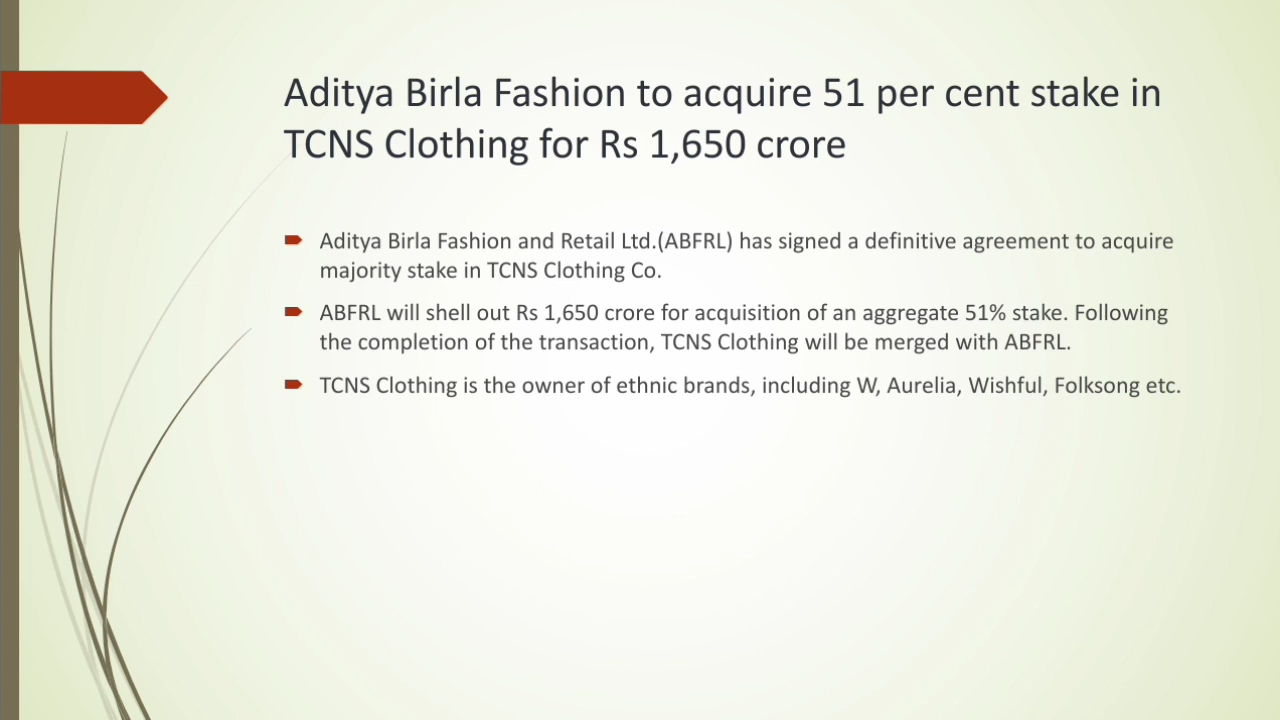 Aditya Birla Fashion to acquire 51 per cent stake in
TCNS Clothing for Rs 1,650 crore
Aditya Birla Fashion and Retail Ltd.(ABFRL) has signed a definitive agreement to acquire
majority stake in TCNS Clothing Co.
ABFRL will shell out Rs 1,650 crore for acquisition of an aggregate 51% stake. Following
the completion of the transaction, TCNS Clothing will be merged with ABFRL.
TCNS Clothing is the owner of ethnic brands, including W, Aurelia, Wishful, Folksong etc.